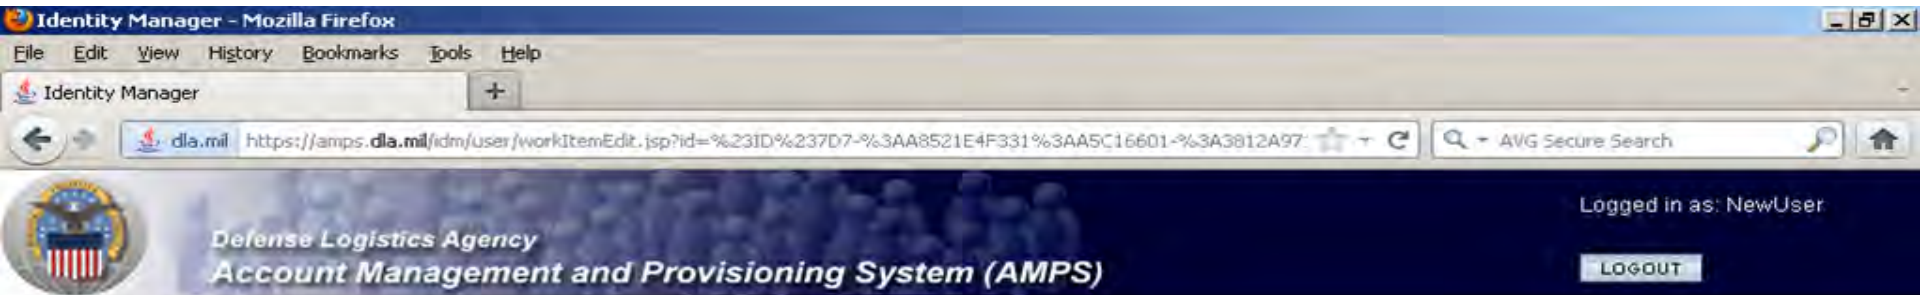 Identity Manager - Mozilla Firefox
File Edit View History Bookmarks Tools Help
Identity Manager
dla.mil https://amps.dla.mil/idm/user/workItemEdit.jsp?id=%23ID%237D7-%3AA8521E4F331%3AA5C16601-%3A3812A97 AVG Secure Search
Logged in as: NewUser
Defense Logistics Agency
Account Management and Provisioning System (AMPS)
LOGOUT